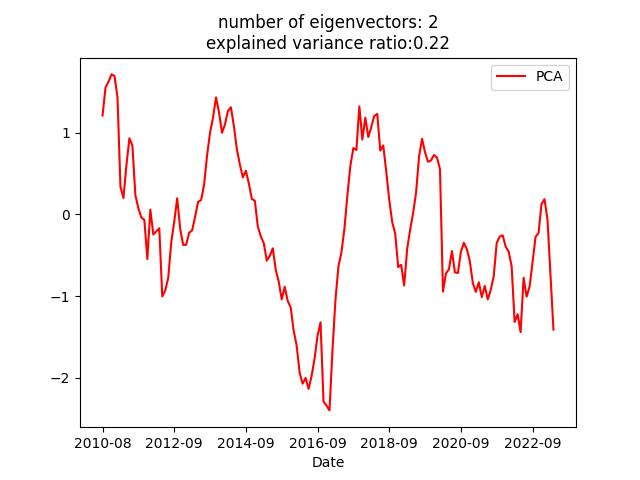 number of eigenvectors: 2
explained variance ratio:0.22
PCA
1
0
−1
−2
2010-08 2012-09 2014-09 2016-09 2018-09 2020-09 2022-09
Date